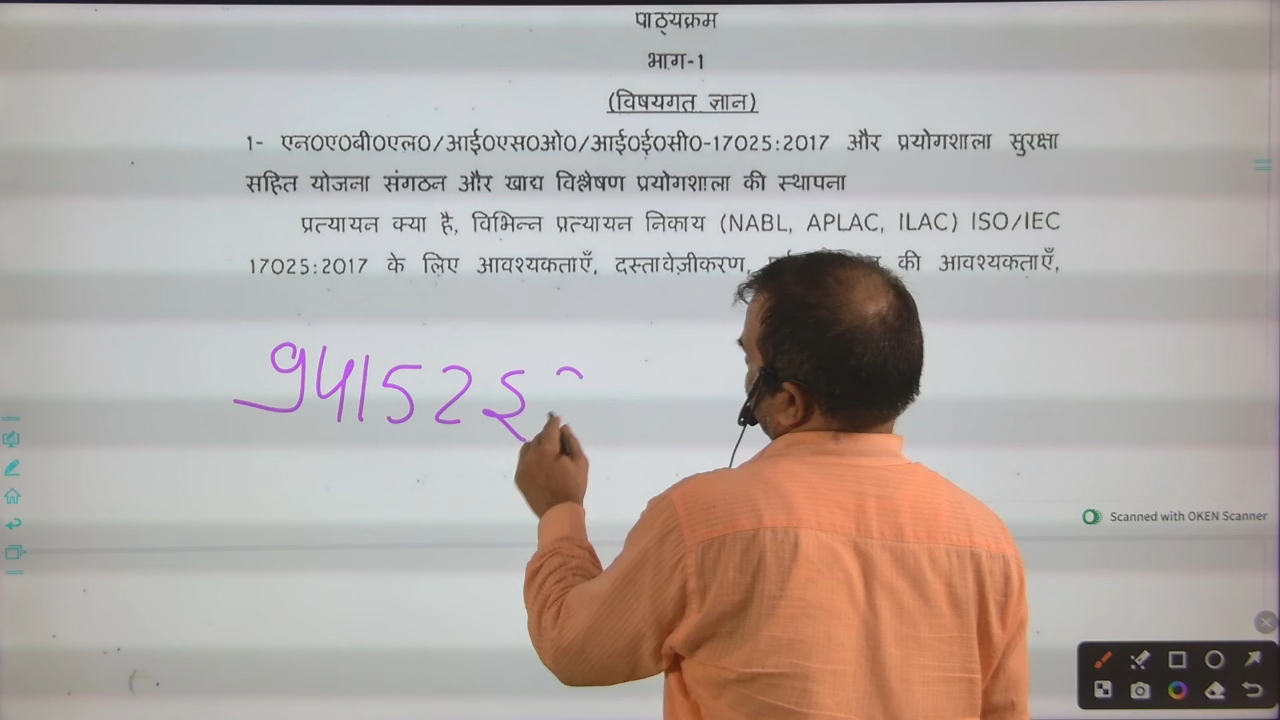 पाठ्यक्रम
भाग-1
(विषयगत ज्ञान)
1- एन0ए0बी0एल0/आई0एस0ओ0/आई0ई0सी0-17025:2017 और प्रयोगशाला सुरक्षा
सहित योजना संगठन और खाद्य विश्लेषण प्रयोगशाला की स्थापना
प्रत्यायन क्या है, विभिन्न प्रत्यायन निकाय (NABL, APLAC, ILAC) ISO/IEC
17025:2017 के लिए आवश्यकताएँ, दस्तावेज़ीकरण, की आवश्यकताएँ,
94152
Scanned with OKEN Scanner